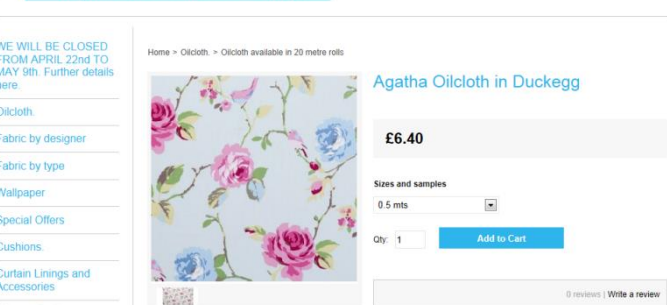 WE WILL BE CLOSED
FROM APRIL 22nd TO
MAY 9th. Further details
here.
Oilcloth.
Fabric by designer
Fabric by type
Wallpaper
Special Offers
Cushions.
Curtain Linings and
Accessories
Home > Oilcloth. > Oilcloth available in 20 metre rolls
Agatha Oilcloth in Duckegg
£6.40
Sizes and samples
0.5 mts
Qty: 1 Add to Cart
0 reviews | Write a review